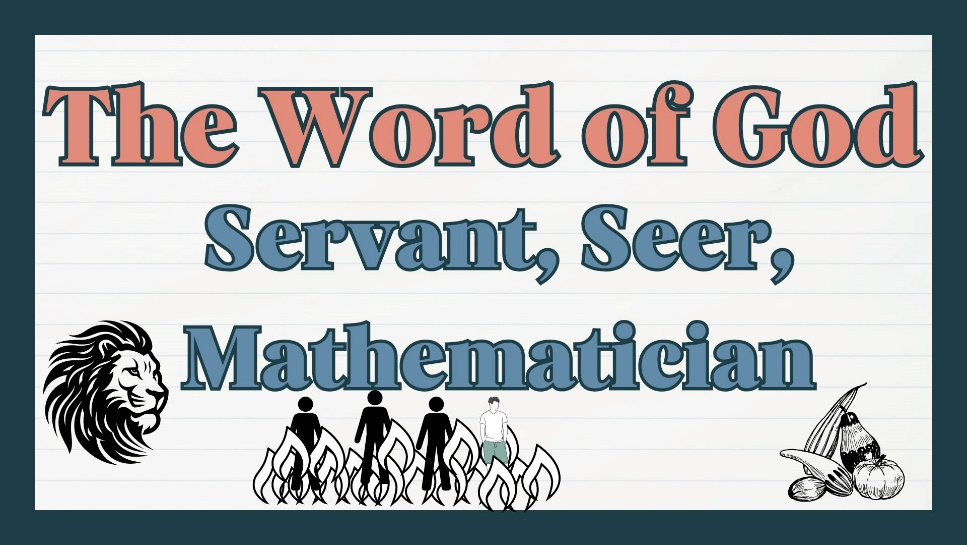 The Word of God
Servant, Seer,
Mathematician